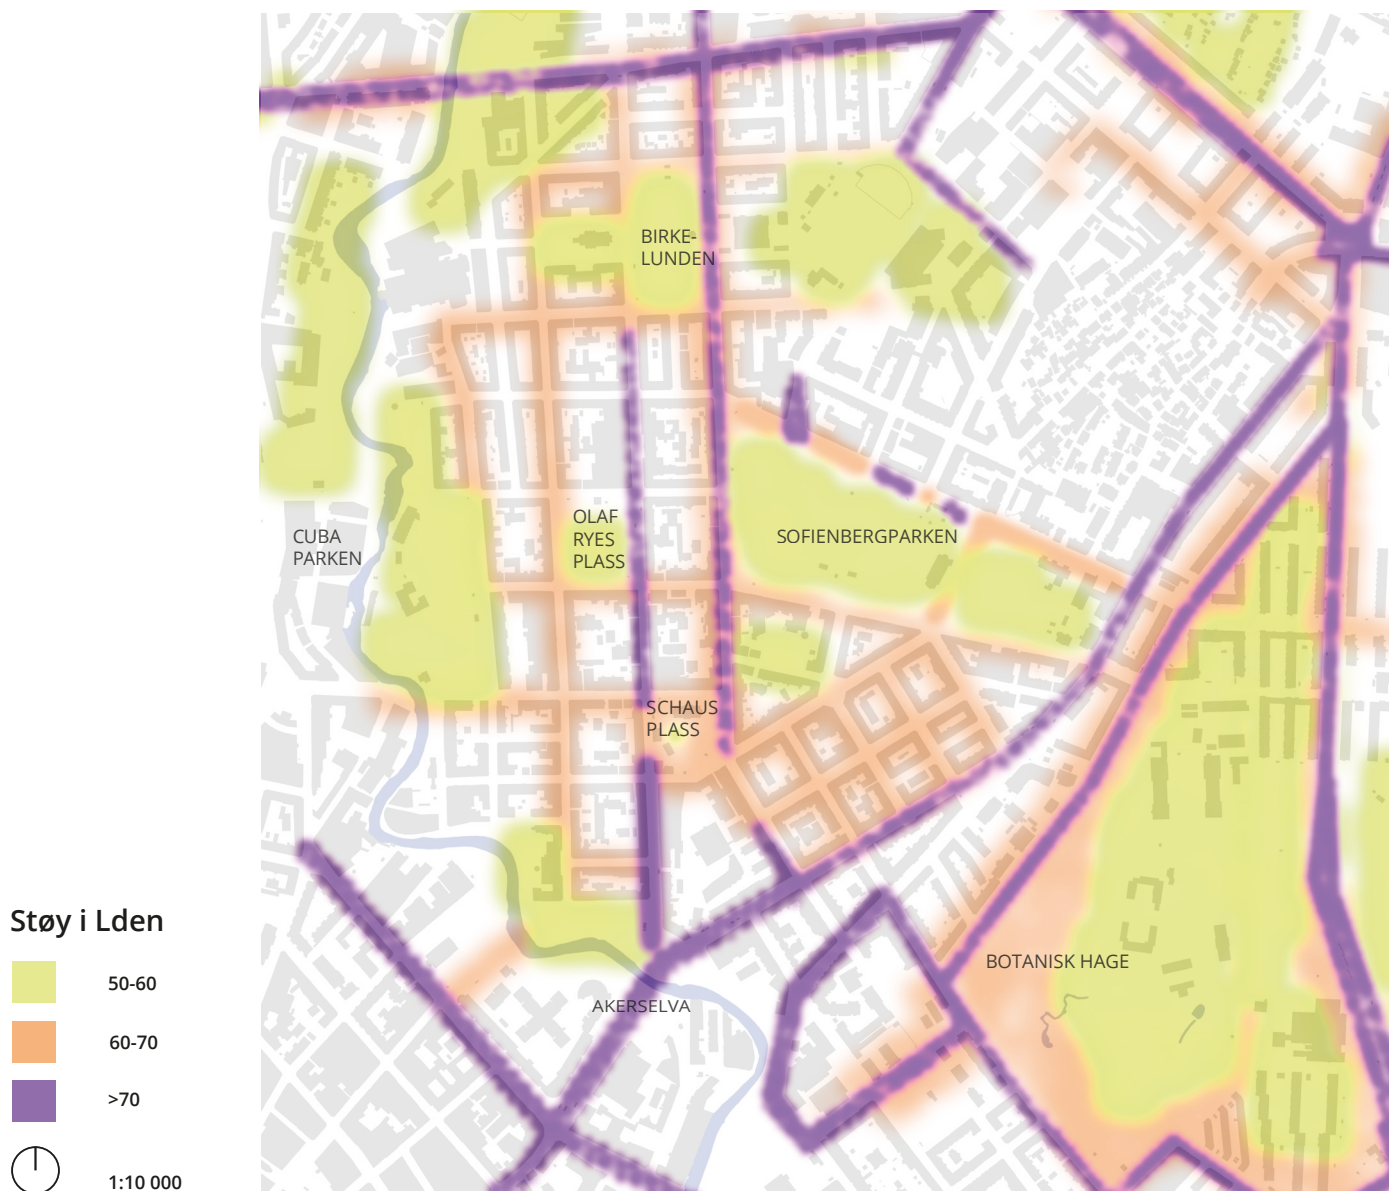 BIRKE-
LUNDEN
OLAF
RYES
PLASS
CUBA
PARKEN
SOFIENBERGPARKEN
SCHAUS
PLASS
BOTANISK HAGE
AKERSELVA
Støy i Lden
50-60
60-70
>70
1:10 000